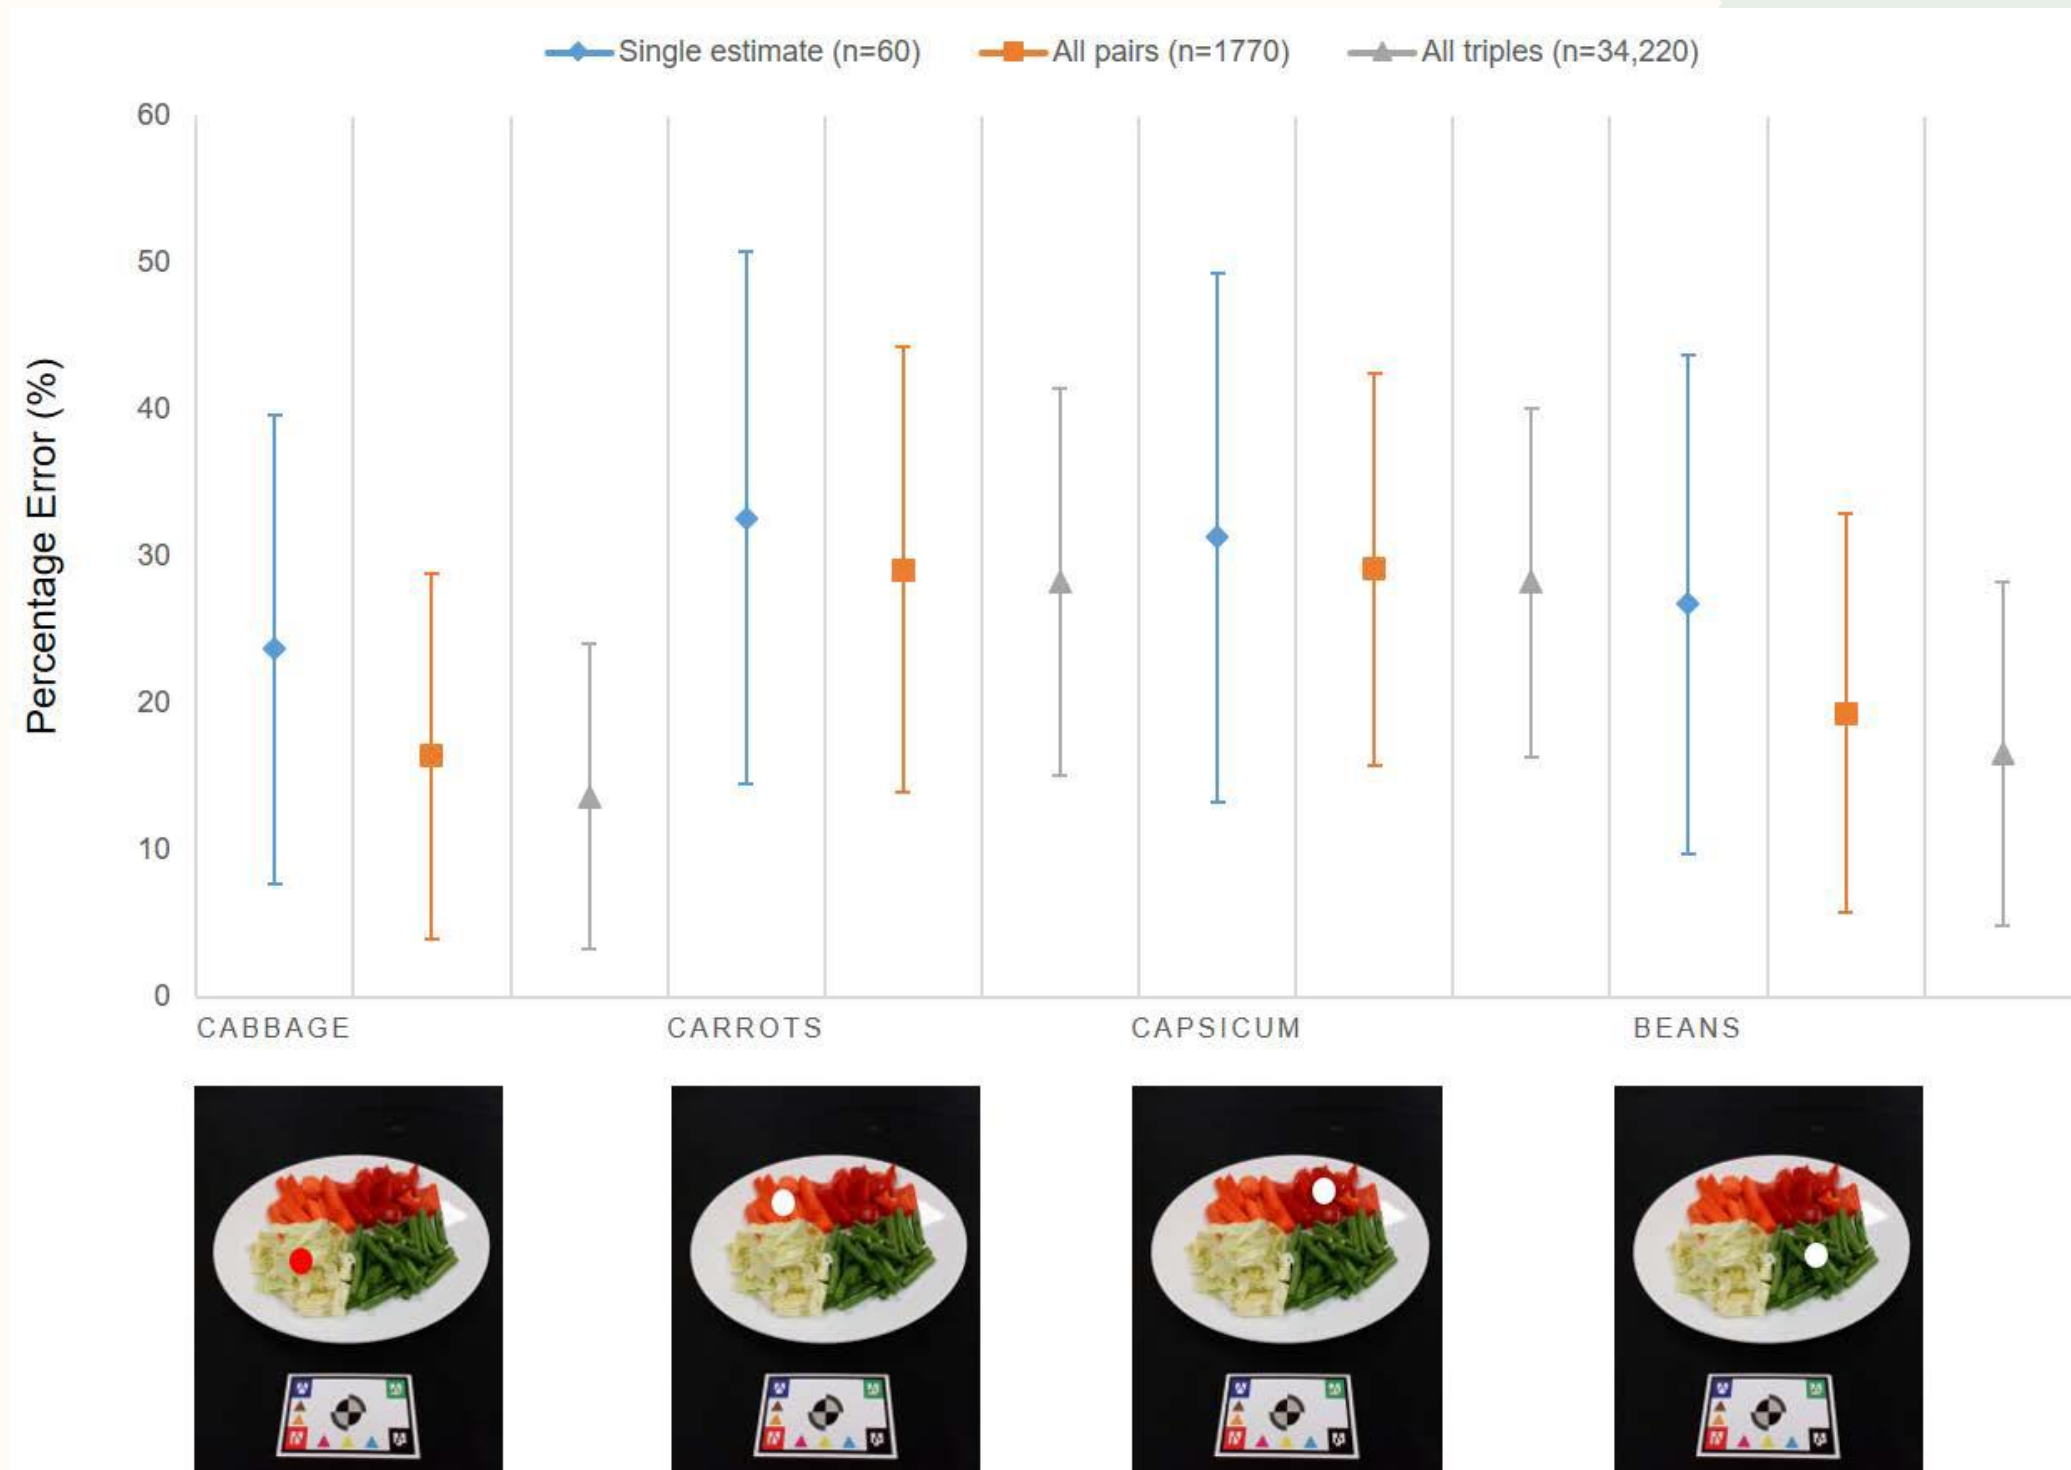 Single estimate (n=60) All pairs (n=1770) All triples (n=34,220)
Percentage Error (%)
60
50
40
30
20
10
0
CABBAGE CARROTS CAPSICUM BEANS